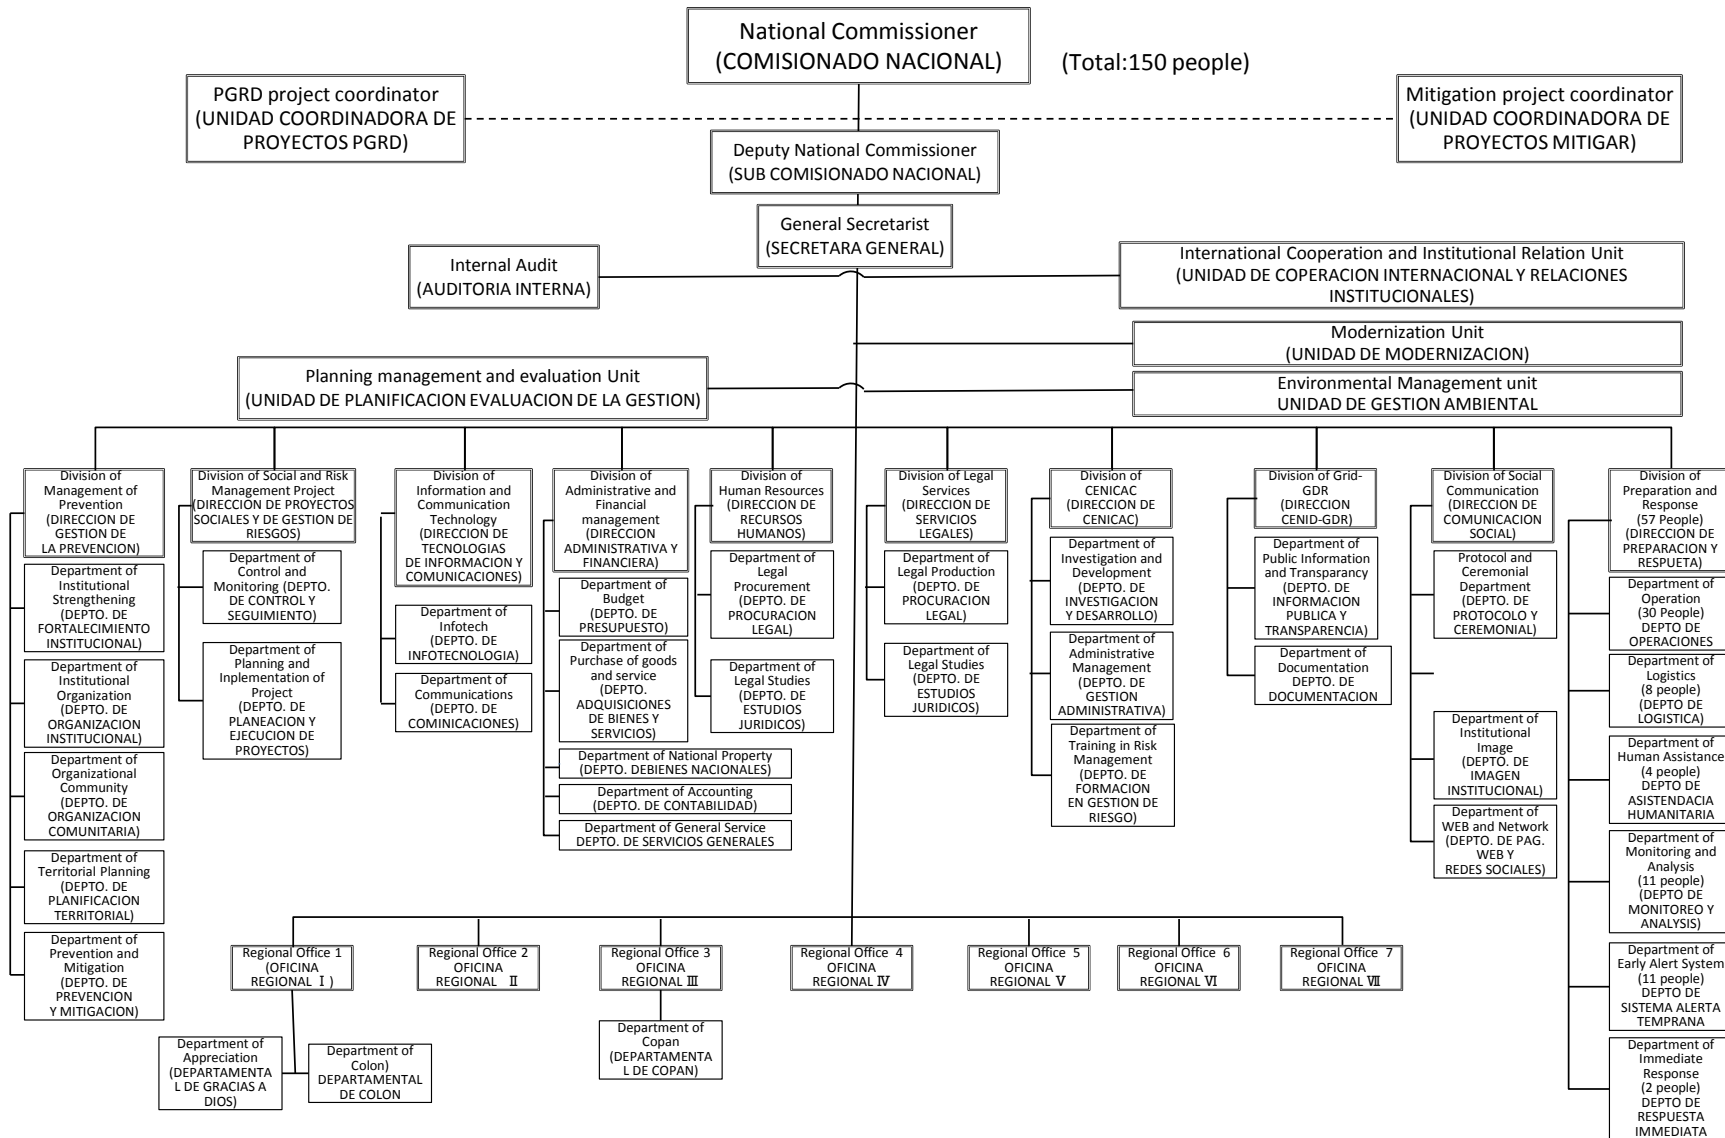 National Commissioner
(COMISIONADO NACIONAL)
(Total:150 people)
PGRD project coordinator
(UNIDAD COORDINADORA DE
PROYECTOS PGRD)
Mitigation project coordinator
(UNIDAD COORDINADORA DE
PROYECTOS MITIGAR)
Deputy National Commissioner
(SUB COMISIONADO NACIONAL)
General Secretarist
(SECRETARA GENERAL)
Internal Audit
(AUDITORIA INTERNA)
International Cooperation and Institutional Relation Unit
(UNIDAD DE COPERACION INTERNACIONAL Y RELACIONES
INSTITUCIONALES)
Modernization Unit
(UNIDAD DE MODERNIZACION)
Planning management and evaluation Unit
(UNIDAD DE PLANIFICACION EVALUACION DE LA GESTION)
Environmental Management unit
UNIDAD DE GESTION AMBIENTAL
Division of
Management of
Prevention
(DIRECCION DE
GESTION DE
LA PREVENCION)
Department of
Institutional
Strengthening
(DEPTO. DE
FORTALECIMIENTO
INSTITUCIONAL)
Department of
Institutional
Organization
(DEPTO. DE
ORGANIZACION
INSTITUCIONAL)
Department of
Organizational
Community
(DEPTO. DE
ORGANIZACION
COMUNITARIA)
Department of
Territorial Planning
(DEPTO. DE
PLANIFICACION
TERRITORIAL)
Department of
Prevention and
Mitigation
(DEPTO. DE
PREVENCION
Y MITIGACION)
Division of Social and Risk
Management Project
(DIRECCION DE PROYECTOS
SOCIALES Y DE GESTION DE
RIESGOS)
Department of
Control and
Monitoring (DEPTO.
DE CONTROL Y
SEGUIMIENTO)
Department of
Planning and
Inplementation of
Project
(DEPTO. DE
PLANEACION Y
EJECUCION DE
PROYECTOS)
Division of
Information and
Communication
Technology
(DIRECCION DE
TECNOLOGIAS
DE INFORMACION Y
COMUNICACIONES)
Department of
Infotech
(DEPTO. DE
INFOTECNOLOGIA)
Department of
Communications
(DEPTO. DE
COMINICACIONES)
Division of
Administrative and
Financial
management
(DIRECCION
ADMINISTRATIVA Y
FINANCIERA)
Department of
Budget
(DEPTO. DE
PRESUPUESTO)
Department of
Purchase of goods
and service
(DEPTO.
ADQUISICIONES
DE BIENES Y
SERVICIOS)
Department of National Property
(DEPTO. DEBIENES NACIONALES)
Department of Accounting
(DEPTO. DE CONTABILIDAD)
Department of General Service
DEPTO. DE SERVICIOS GENERALES
Division of
Human Resources
(DIRECCION DE
RECURSOS
HUMANOS)
Department of
Legal
Procurement
(DEPTO. DE
PROCURACION
LEGAL)
Department of
Legal Studies
(DEPTO. DE
ESTUDIOS
JURIDICOS)
Division of Legal
Services
(DIRECCION DE
SERVICIOS
LEGALES)
Department of
Legal Production
(DEPTO. DE
PROCURACION
LEGAL)
Department of
Legal Studies
(DEPTO. DE
ESTUDIOS
JURIDICOS)
Division of
CENICAC
(DIRECCION DE
CENICAC)
Department of
Investigation and
Development
(DEPTO. DE
INVESTIGACION
Y DESARROLLO)
Department of
Administrative
Management
(DEPTO. DE
GESTION
ADMINISTRATIVA)
Department of
Training in Risk
Management
(DEPTO. DE
FORMACION
EN GESTION DE
RIESGO)
Division of Grid-
GDR
(DIRECCION
CENID-GDR)
Department of
Public Information
and Transparancy
(DEPTO. DE
INFORMACION
PUBLICA Y
TRANSPARENCIA)
Department of
Documentation
DEPTO. DE
DOCUMENTACION
Division of Social
Communication
(DIRECCION DE
COMUNICACION
SOCIAL)
Protocol and
Ceremonial
Department
(DEPTO. DE
PROTOCOLO Y
CEREMONIAL)
Department of
Institutional
Image
(DEPTO. DE
IMAGEN
INSTITUCIONAL)
Department of
WEB and Network
(DEPTO. DE PAG.
WEB Y
REDES SOCIALES)
Division of
Preparation and
Response
(57 People)
(DIRECCION DE
PREPARACION Y
RESPUETA)
Department of
Operation
(30 People)
DEPTO DE
OPERACIONES
Department of
Logistics
(8 people)
(DEPTO DE
LOGISTICA)
Department of
Human Assistance
(4 people)
DEPTO DE
ASISTENDACIA
HUMANITARIA
Department of
Monitoring and
Analysis
(11 people)
(DEPTO DE
MONITOREO Y
ANALYSIS)
Department of
Early Alert System
(11 people)
DEPTO DE
SISTEMA ALERTA
TEMPRANA
Department of
Immediate
Response
(2 people)
DEPTO DE
RESPUESTA
IMMEDIATA
Regional Office 1
(OFICINA
REGIONAL Ⅰ)
Regional Office 2
OFICINA
REGIONAL Ⅱ
Regional Office 3
OFICINA
REGIONAL Ⅲ
Regional Office 4
OFICINA
REGIONAL Ⅳ
Regional Office 5
OFICINA
REGIONAL Ⅴ
Regional Office 6
OFICINA
REGIONAL Ⅵ
Regional Office 7
OFICINA
REGIONAL Ⅶ
Department of
Appreciation
(DEPARTAMENTA
L DE GRACIAS A
DIOS)
Department of
Colon)
DEPARTAMENTAL
DE COLON
Department of
Copan
(DEPARTAMENTA
L DE COPAN)